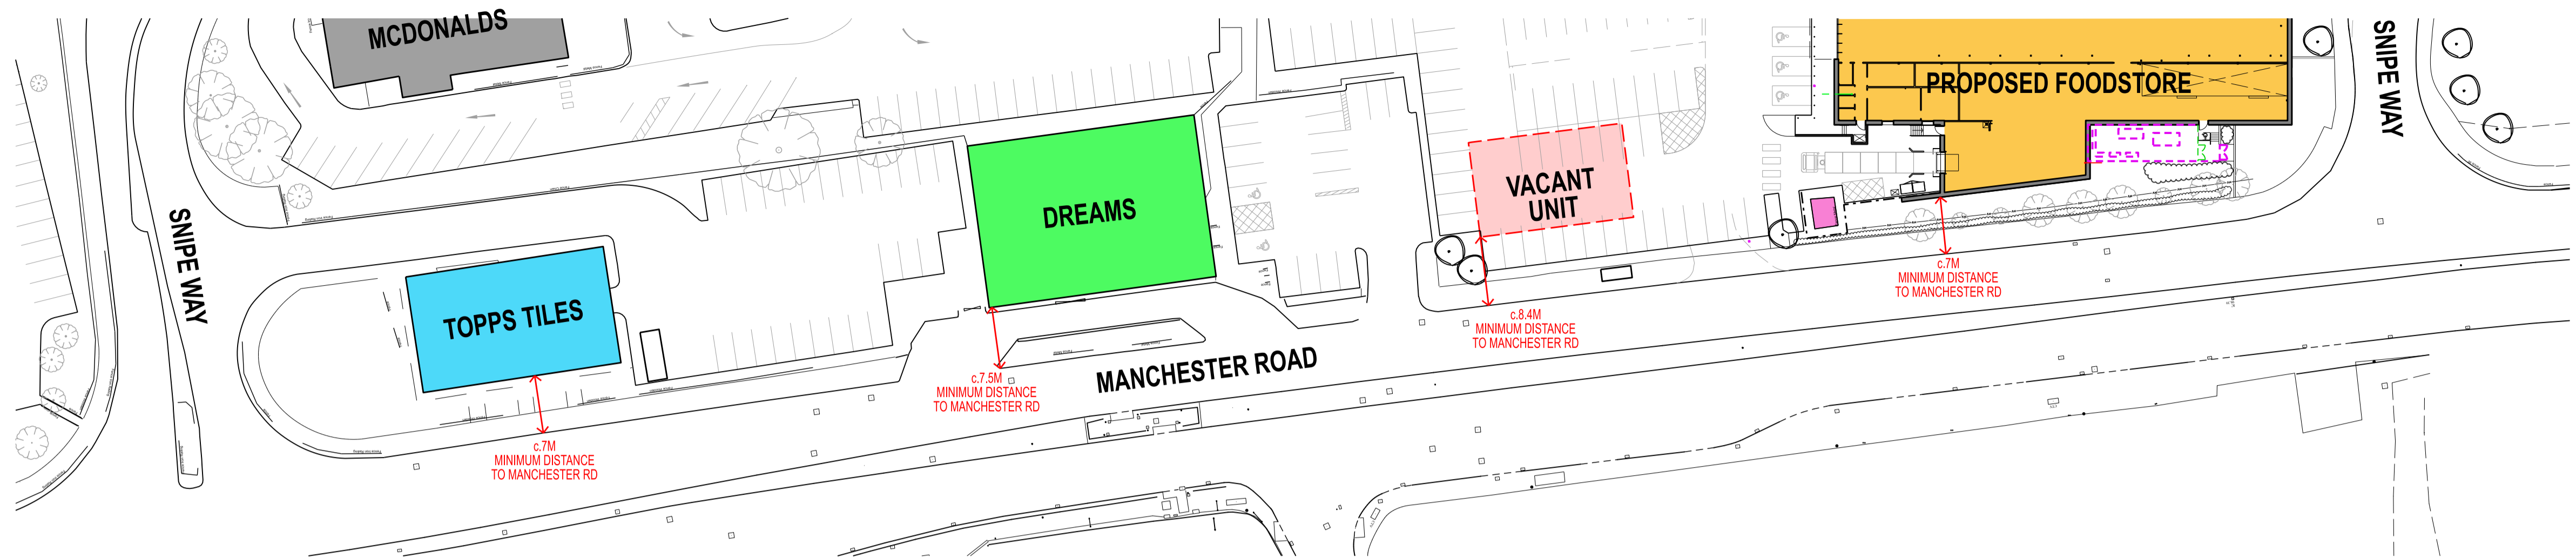 MCDONALDS
SNIPE WAY
TOPPS TILES
DREAMS
VACANT
UNIT
PROPOSED FOODSTORE
SNIPE WAY
MANCHESTER ROAD
c.7M
MINIMUM DISTANCE
TO MANCHESTER RD
c.7.5M
MINIMUM DISTANCE
TO MANCHESTER RD
c.8.4M
MINIMUM DISTANCE
TO MANCHESTER RD
c.7M
MINIMUM DISTANCE
TO MANCHESTER RD